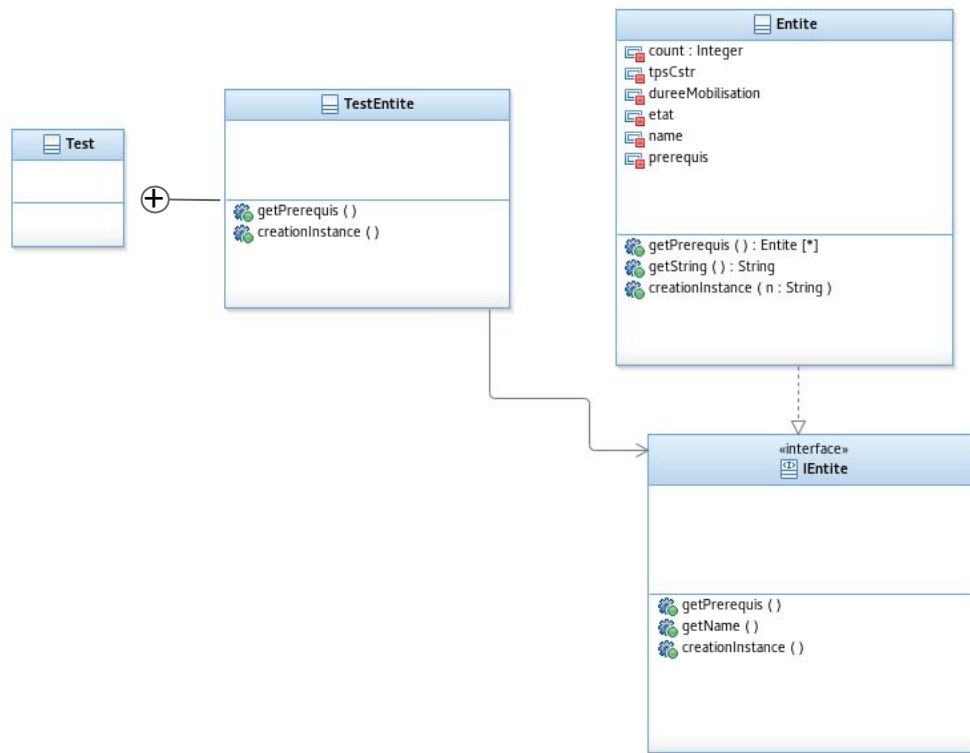 Test
TestEntite
getPrerequis ( )
creationInstance ( )
Entite
count : Integer
tpsCstr
dureeMobilisation
etat
name
prerequis
getPrerequis ( ) : Entite [*]
getString ( ) : String
creationInstance ( n : String )
«interface»
IEntite
getPrerequis ( )
getName ( )
creationInstance ( )